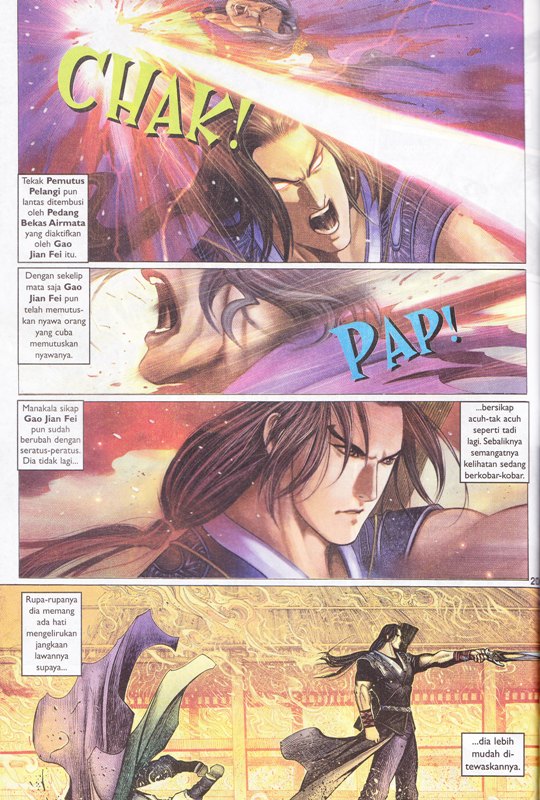 CHAK!
Tekak Pemutus
Pelangi pun
lantas ditembusi
oleh Pedang
Bekas Airmata
yang diaktifkan
oleh Gao
Jian Fei itu.
Dengan sekelip
mata saja Gao
Jian Fei pun
telah memutus-
kan nyawa orang
yang cuba
memutuskan
nyawanya.
PAP!
Manakala sikap
Gao Jian Fei
pun sudah
berubah dengan
seratus-peratus.
Dia tidak lagi...
...bersikap
acuh-tak acuh
seperti tadi
lagi. Sebaliknya
semangatnya
kelihatan sedang
berkobar-kobar.
Rupa-rupanya
dia memang
ada hati
mengelirukan
jangkaan
lawannya
supaya...
...dia lebih
mudah di-
tewaskannya.